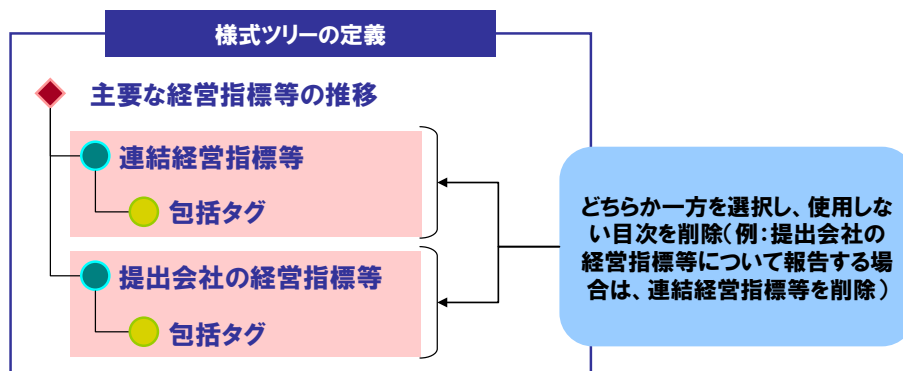 様式ツリーの定義
主要な経営指標等の推移
連結経営指標等
包括タグ
提出会社の経営指標等
包括タグ
どちらか一方を選択し、使用しな
い目次を削除(例:提出会社の
経営指標等について報告する場
合は、連結経営指標等を削除)